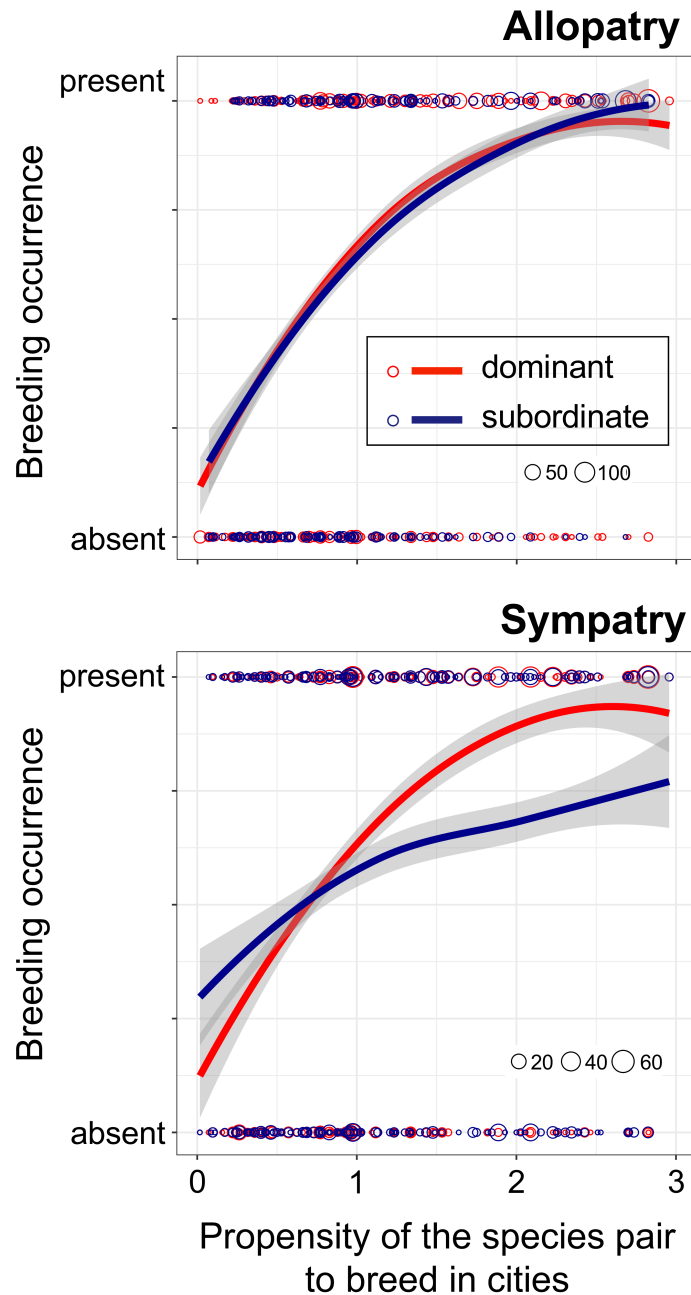 Allopatry
present
Breeding occurrence
dominant
subordinate
50 100
absent
Sympatry
present
Breeding occurrence
20 40 60
absent
0 1 2 3
Propensity of the species pair
to breed in cities